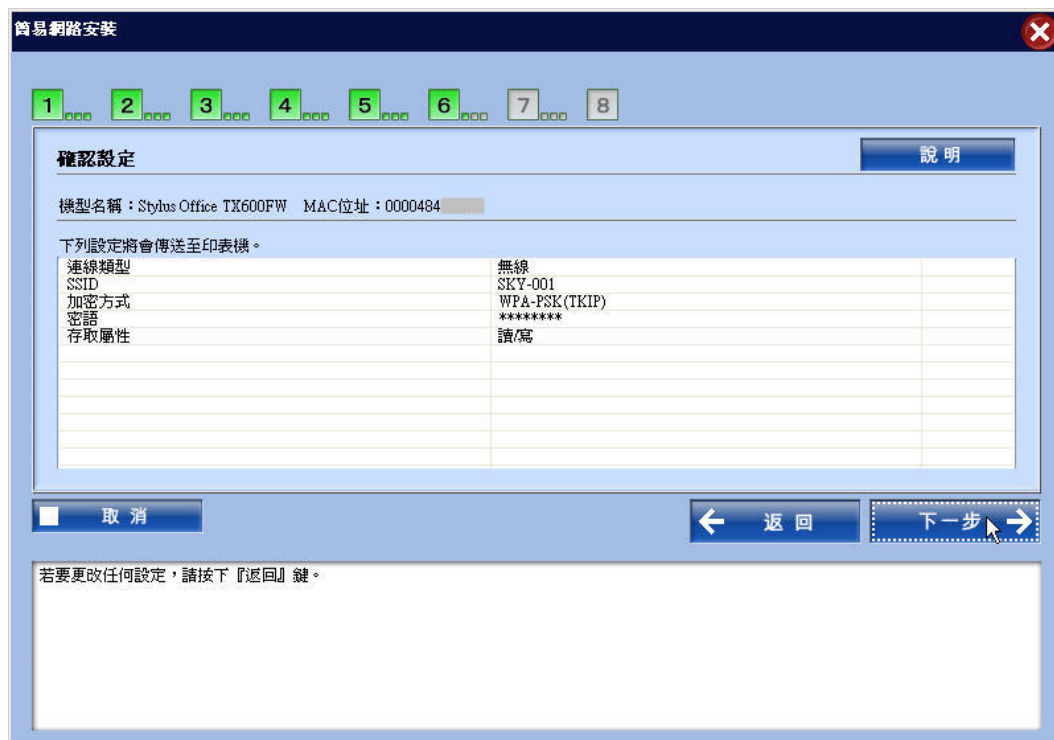 簡易網路安裝
1 2 3 4 5 6 7 8
確認設定
說明
機型名稱：Stylus Office TX600FW MAC位址：0000484
下列設定將會傳送至印表機。
連線類型 無線
SSID SKY-001
加密方式 WPA-PSK(TKIP)
密語 ********
存取屬性 讀/寫
取消
返回
下一步
若要更改任何設定，請按下『返回』鍵。